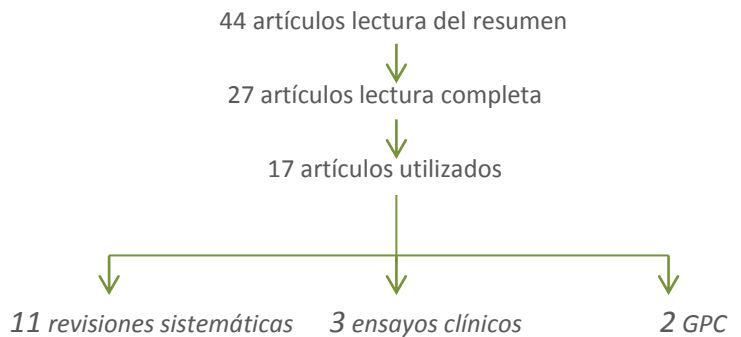 44 artículos lectura del resumen
27 artículos lectura completa
17 artículos utilizados
11 revisiones sistemáticas 3 ensayos clínicos 2 GPC